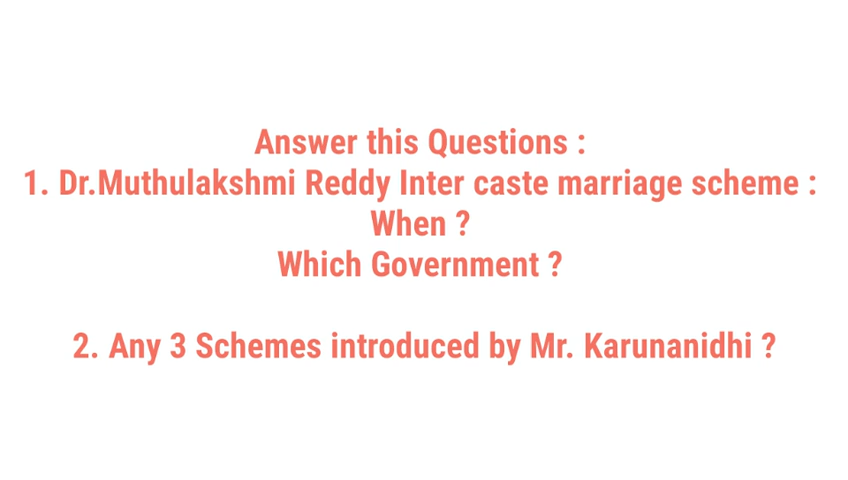 Answer this Questions :
1. Dr.Muthulakshmi Reddy Inter caste marriage scheme :
When ?
Which Government ?
2. Any 3 Schemes introduced by Mr. Karunanidhi ?